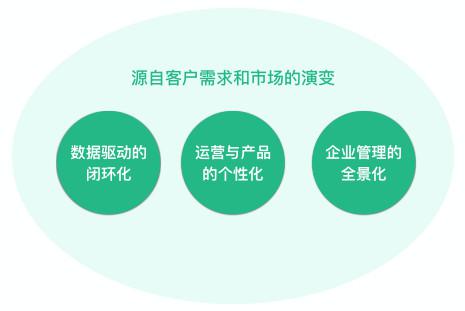 源自客户需求和市场的演变
数据驱动的
闭环化
运营与产品
的个性化
企业管理的
全景化